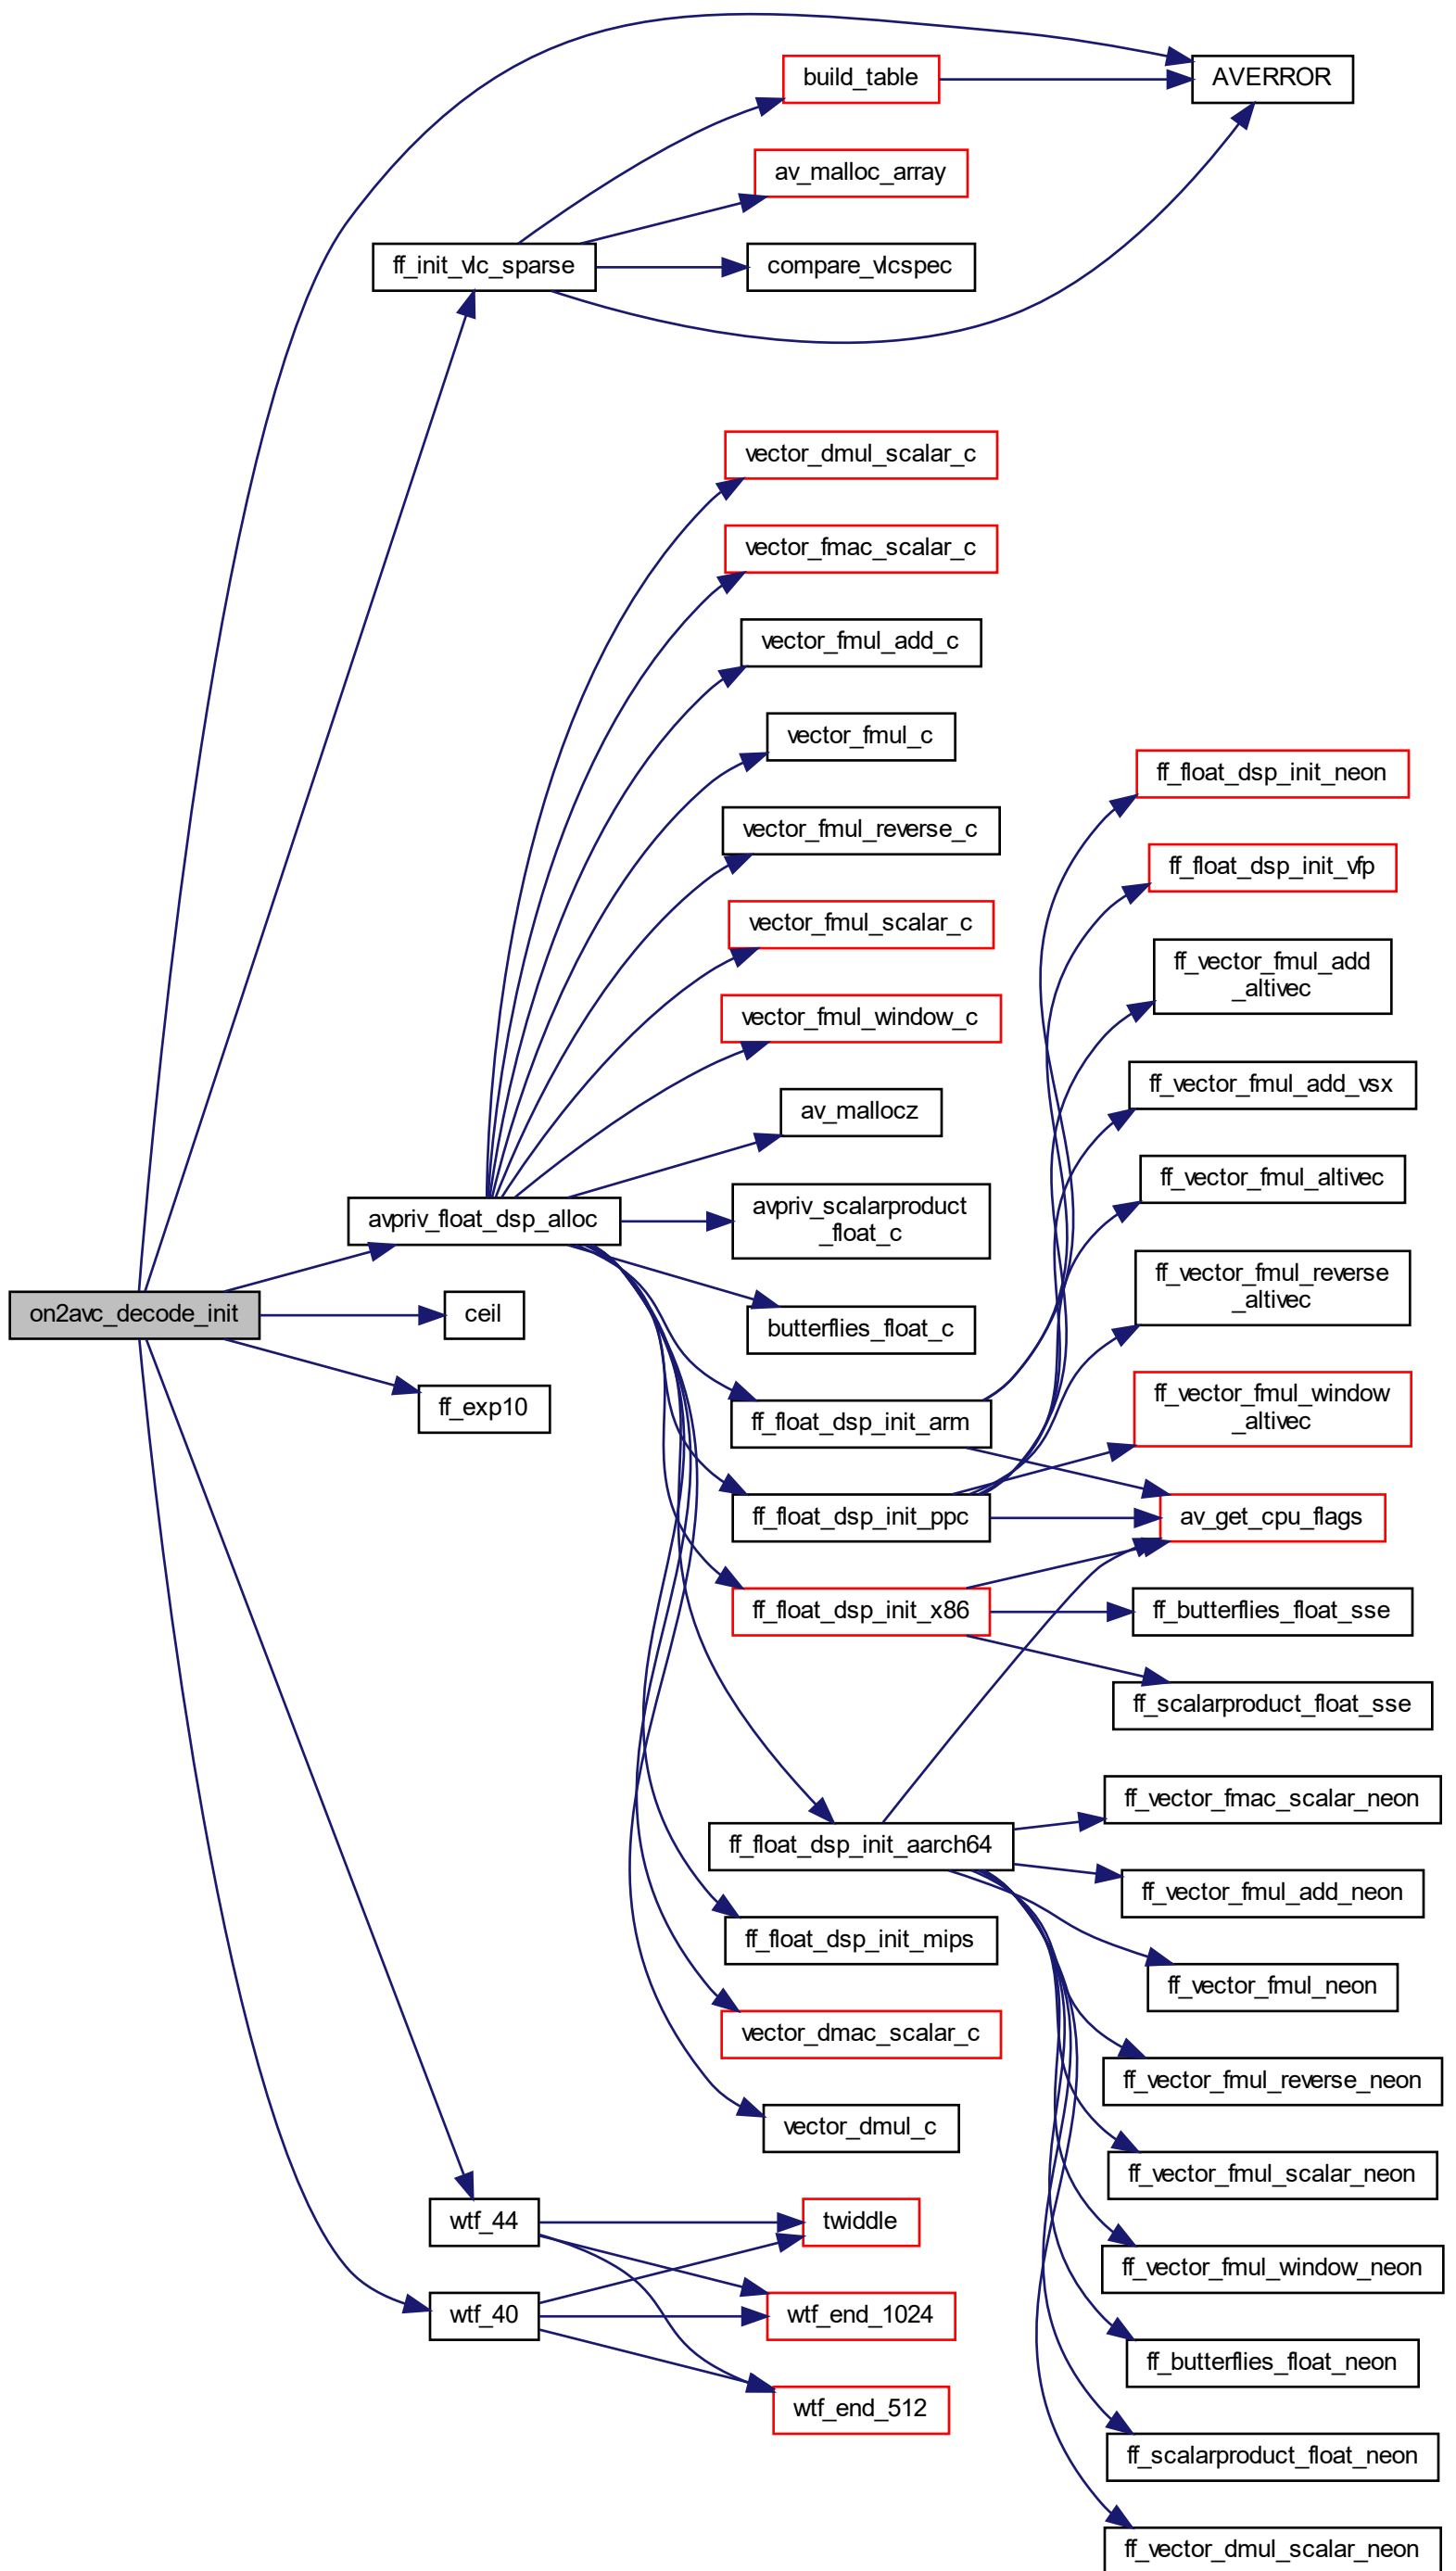 build_table
AVERROR
av_malloc_array
ff_init_vlc_sparse
compare_vlcspec
vector_dmul_scalar_c
vector_fmac_scalar_c
vector_fmul_add_c
vector_fmul_c
ff_float_dsp_init_neon
vector_fmul_reverse_c
ff_float_dsp_init_vfp
vector_fmul_scalar_c
ff_vector_fmul_add
_altivec
vector_fmul_window_c
ff_vector_fmul_add_vsx
av_mallocz
ff_vector_fmul_altivec
avpriv_float_dsp_alloc
avpriv_scalarproduct
_float_c
ff_vector_fmul_reverse
_altivec
on2avc_decode_init
ceil
butterflies_float_c
ff_exp10
ff_float_dsp_init_arm
ff_vector_fmul_window
_altivec
ff_float_dsp_init_ppc
av_get_cpu_flags
ff_float_dsp_init_x86
ff_butterflies_float_sse
ff_scalarproduct_float_sse
ff_vector_fmac_scalar_neon
ff_float_dsp_init_aarch64
ff_vector_fmul_add_neon
ff_float_dsp_init_mips
ff_vector_fmul_neon
vector_dmac_scalar_c
ff_vector_fmul_reverse_neon
vector_dmul_c
ff_vector_fmul_scalar_neon
wtf_44
twiddle
ff_vector_fmul_window_neon
wtf_40
wtf_end_1024
ff_butterflies_float_neon
wtf_end_512
ff_scalarproduct_float_neon
ff_vector_dmul_scalar_neon